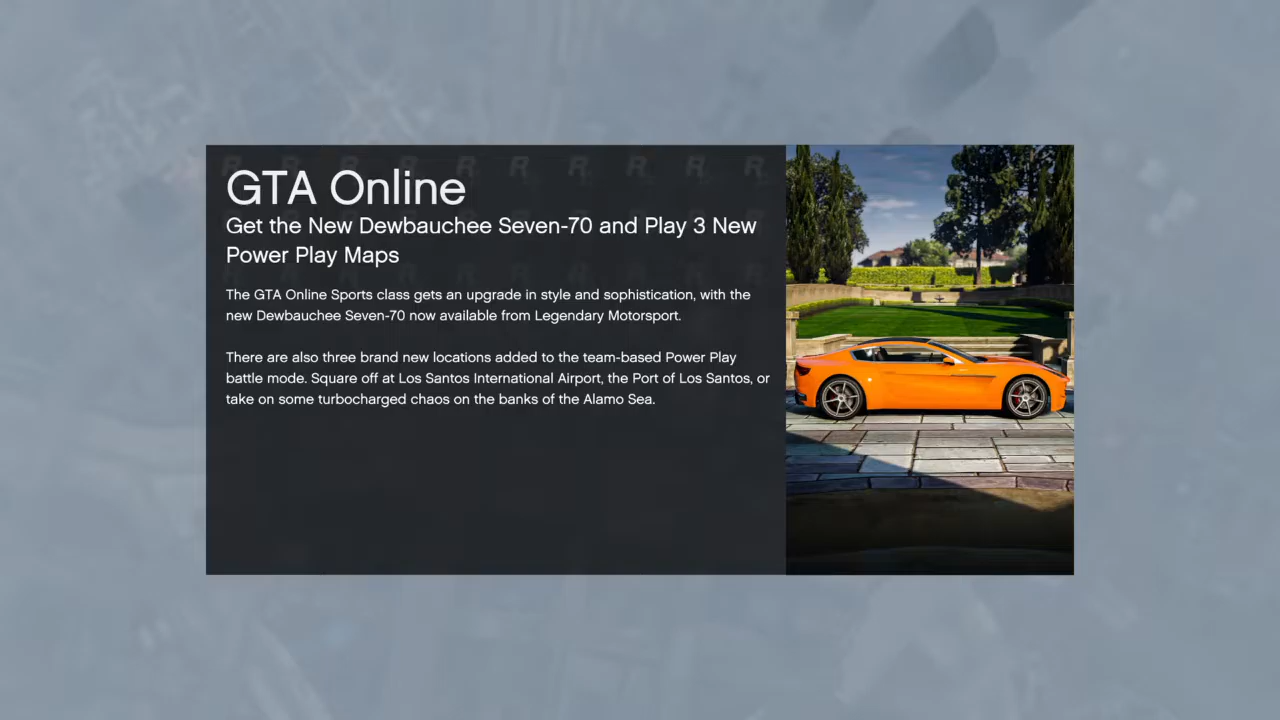 GTA Online
Get the New Dewbauchee Seven-70 and Play 3 New
Power Play Maps
The GTA Online Sports class gets an upgrade in style and sophistication, with the
new Dewbauchee Seven-70 now available from Legendary Motorsport.
There are also three brand new locations added to the team-based Power Play
battle mode. Square off at Los Santos International Airport, the Port of Los Santos, or
take on some turbocharged chaos on the banks of the Alamo Sea.